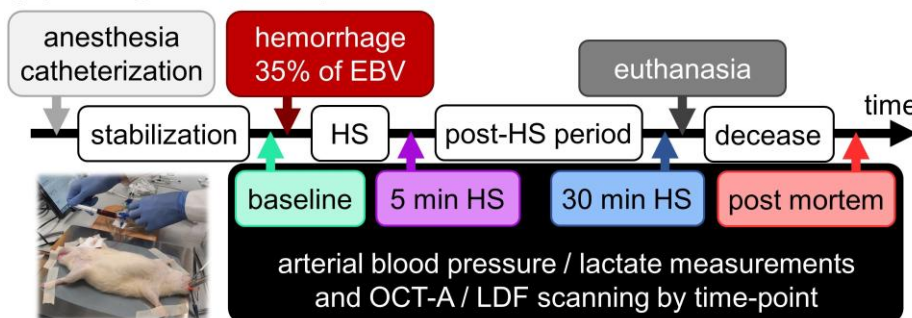 anesthesia
catheterization
hemorrhage
35% of EBV
euthanasia
time
stabilization
HS
post-HS period
decease
baseline
5 min HS
30 min HS
post mortem
arterial blood pressure / lactate measurements
and OCT-A / LDF scanning by time-point